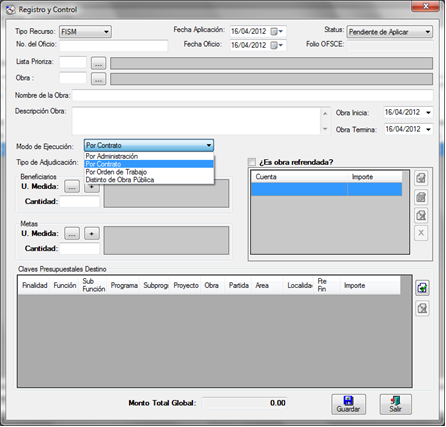 Registro y Control
Tipo Recurso: FISM Fecha Aplicación: 16/04/2012 Status: Pendiente de Aplicar
No. del Oficio: Fecha Oficio: 16/04/2012 Folio OFSCE:
Lista Prioriza: ...
Obra : ...
Nombre de la Obra:
Descripción Obra: Obra Inicia: 16/04/2012
Obra Termina: 16/04/2012
Modo de Ejecución: Por Contrato
Por Administración
Por Contrato
Por Orden de Trabajo
Distinto de Obra Pública
Tipo de Adjudicación:
¿Es obra refrendada?
Beneficiarios
U. Medida: ... +
Cantidad:
Cuenta Importe
Metas
U. Medida: ... +
Cantidad:
Claves Presupuestales Destino
Finalidad Función Sub Función Programa Subprogr Proyecto Obra Partida Area Localidad Fte Fin Importe
Monto Total Global: 0.00
Guardar Salir